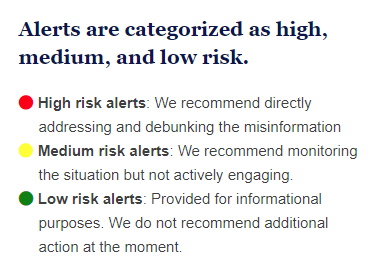 Alerts are categorized as high,
medium, and low risk.
High risk alerts: We recommend directly
addressing and debunking the misinformation
Medium risk alerts: We recommend monitoring
the situation but not actively engaging.
Low risk alerts: Provided for informational
purposes. We do not recommend additional
action at the moment.